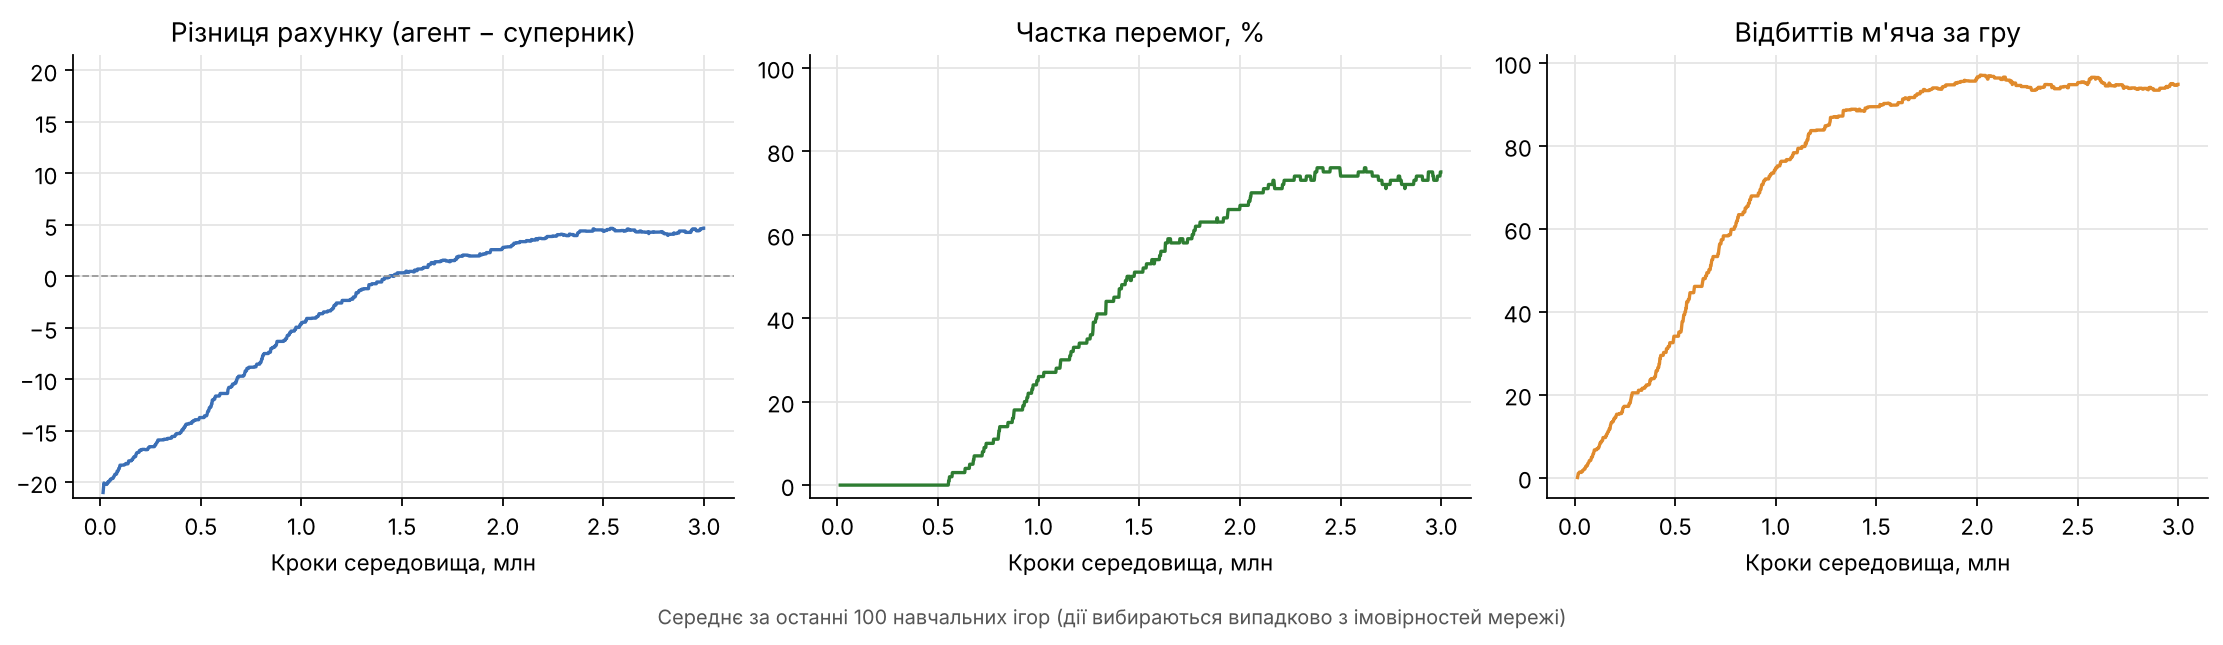 Різниця рахунку (агент − суперник)
20
15
10
5
0
−5
−10
−15
−20
0.0 0.5 1.0 1.5 2.0 2.5 3.0
Кроки середовища, млн
Частка перемог, %
100
80
60
40
20
0
0.0 0.5 1.0 1.5 2.0 2.5 3.0
Кроки середовища, млн
Відбиттів м'яча за гру
100
80
60
40
20
0
0.0 0.5 1.0 1.5 2.0 2.5 3.0
Кроки середовища, млн
Середнє за останні 100 навчальних ігор (дії вибираються випадково з імовірностей мережі)